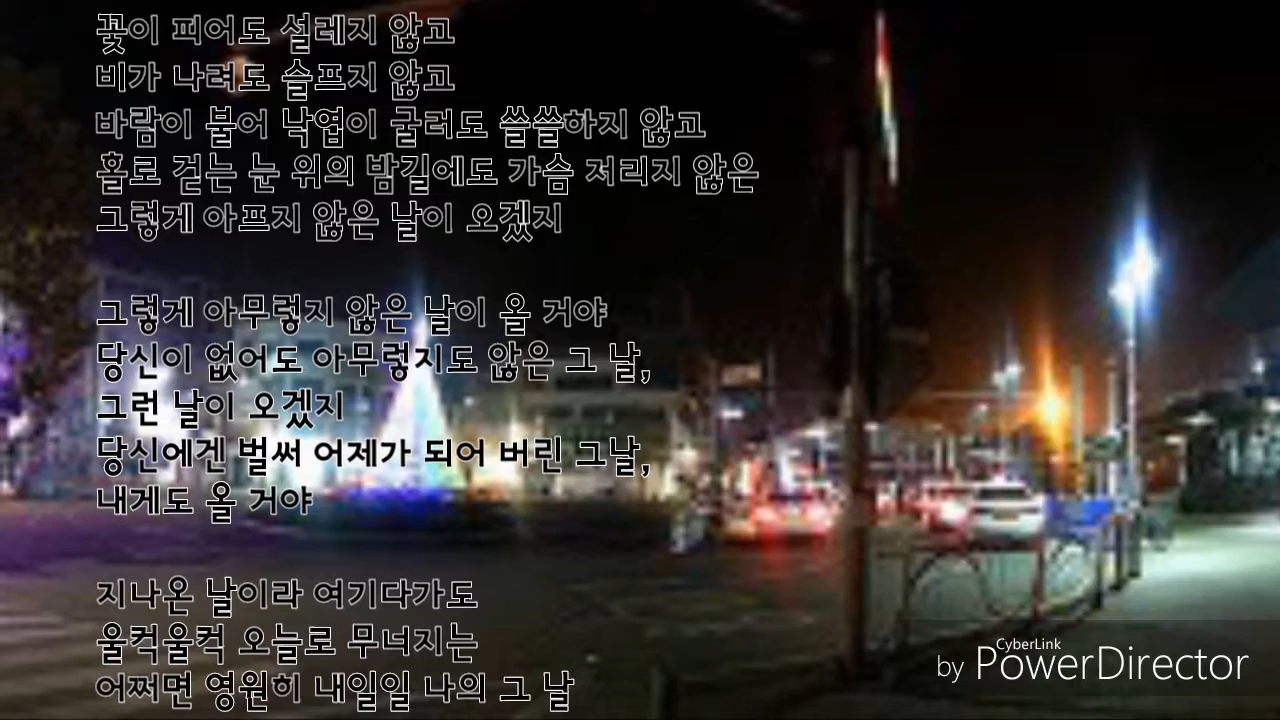 꽃이 피어도 설레지 않고
비가 나려도 슬프지 않고
바람이 불어 낙엽이 굴러도 쓸쓸하지 않고
홀로 걷는 눈 위의 밤길에도 가슴 저리지 않은
그렇게 아프지 않은 날이 오겠지
그렇게 아무렇지 않은 날이 올 거야
당신이 없어도 아무렇지도 않은 그 날,
그런 날이 오겠지
당신에겐 벌써 어제가 되어 버린 그날,
내게도 올 거야
지나온 날이라 여기다가도
울컥울컥 오늘로 무너지는
어쩌면 영원히 내일일 나의 그 날
by CyberLink PowerDirector